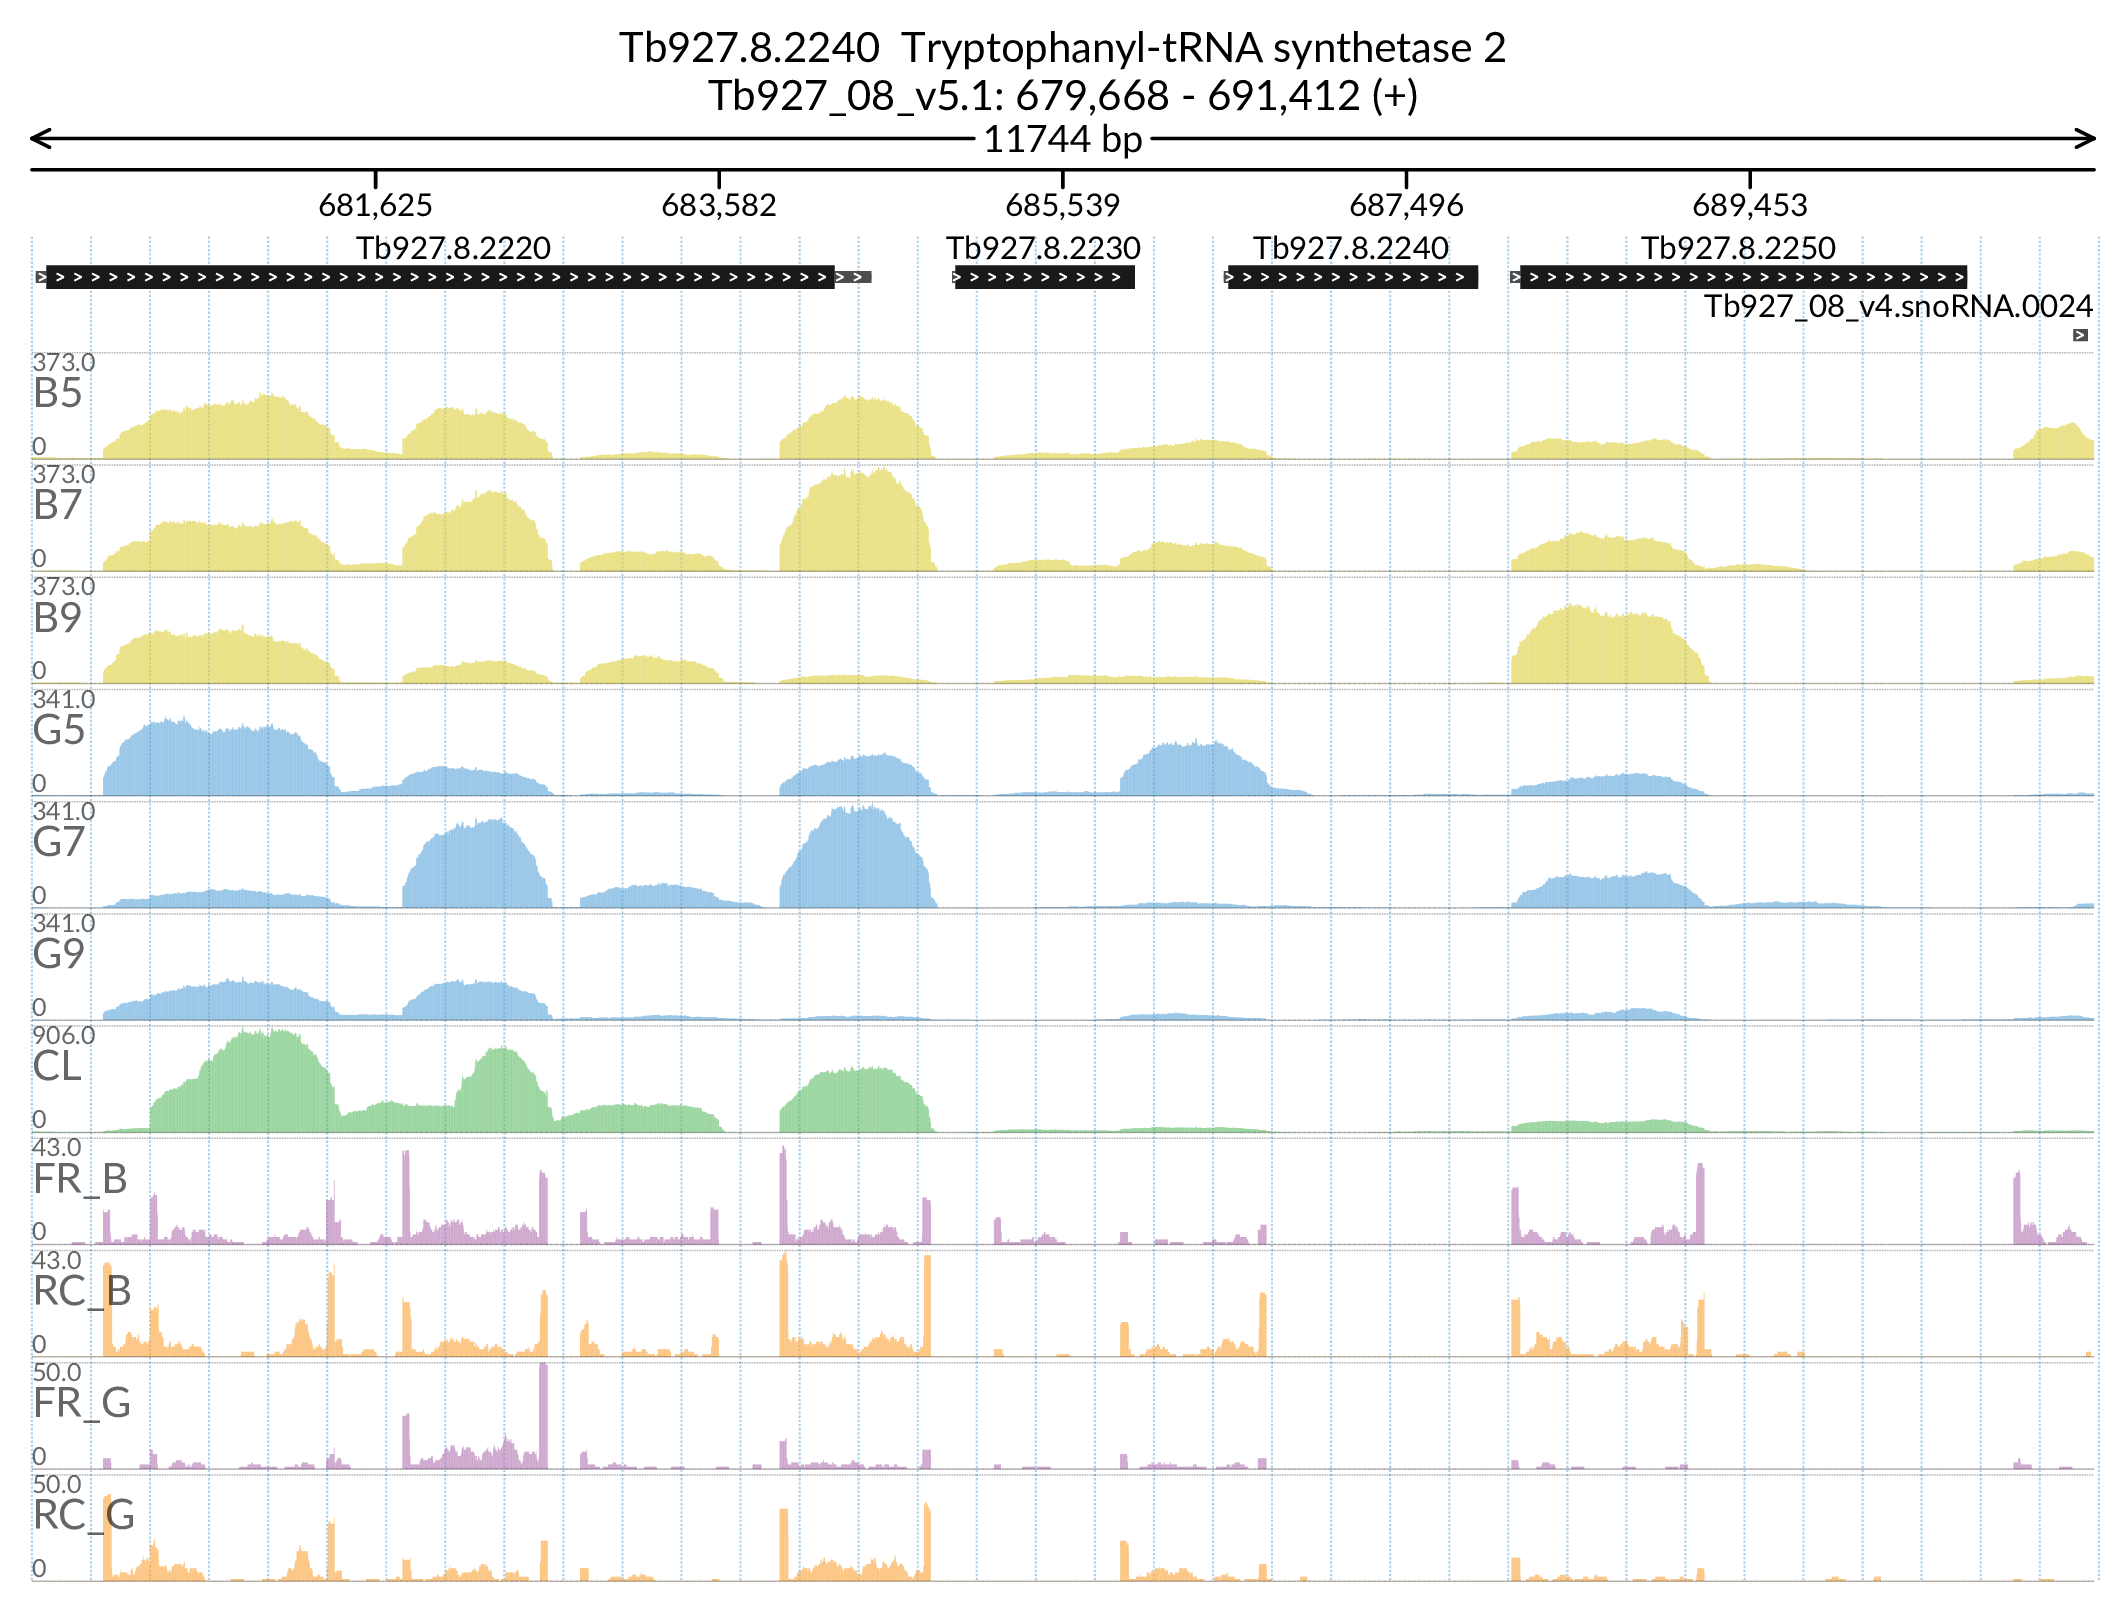 Tb927.8.2240  Tryptophanyl-tRNA synthetase 2
Tb927_08_v5.1: 679,668 - 691,412 (+)
11744 bp
681,625 683,582 685,539 687,496 689,453
Tb927.8.2220 Tb927.8.2230 Tb927.8.2240 Tb927.8.2250
Tb927_08_v4.snoRNA.0024
373.0
B5
0
373.0
B7
0
373.0
B9
0
341.0
G5
0
341.0
G7
0
341.0
G9
0
906.0
CL
0
43.0
FR_B
0
43.0
RC_B
0
50.0
FR_G
0
50.0
RC_G
0